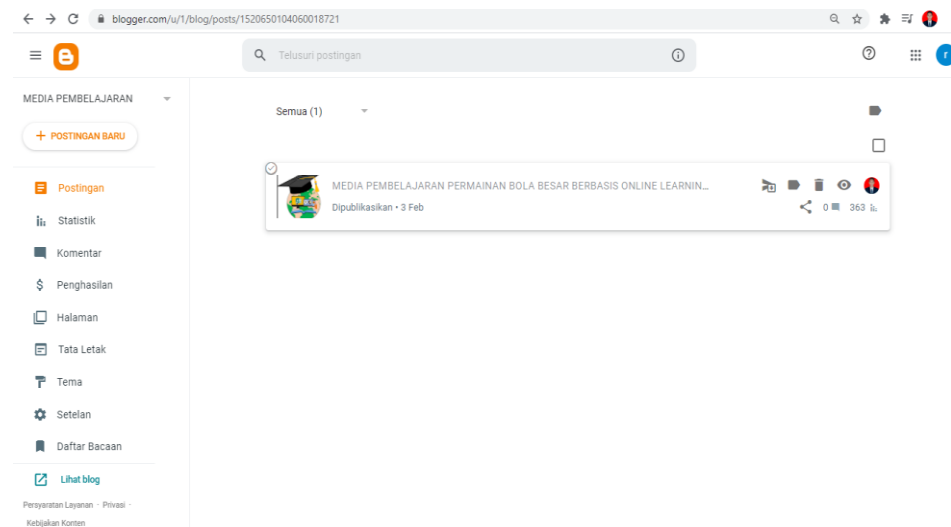 blogger.com/u/1/blog/posts/1520650104060018721
Telusuri postingan
r
MEDIA PEMBELAJARAN
+ POSTINGAN BARU
Postingan
Statistik
Komentar
Penghasilan
Halaman
Tata Letak
Tema
Setelan
Daftar Bacaan
Lihat blog
Persyaratan Layanan · Privasi ·
Kebijakan Konten
Semua (1)
MEDIA PEMBELAJARAN PERMAINAN BOLA BESAR BERBASIS ONLINE LEARNIN...
Dipublikasikan • 3 Feb
0
363